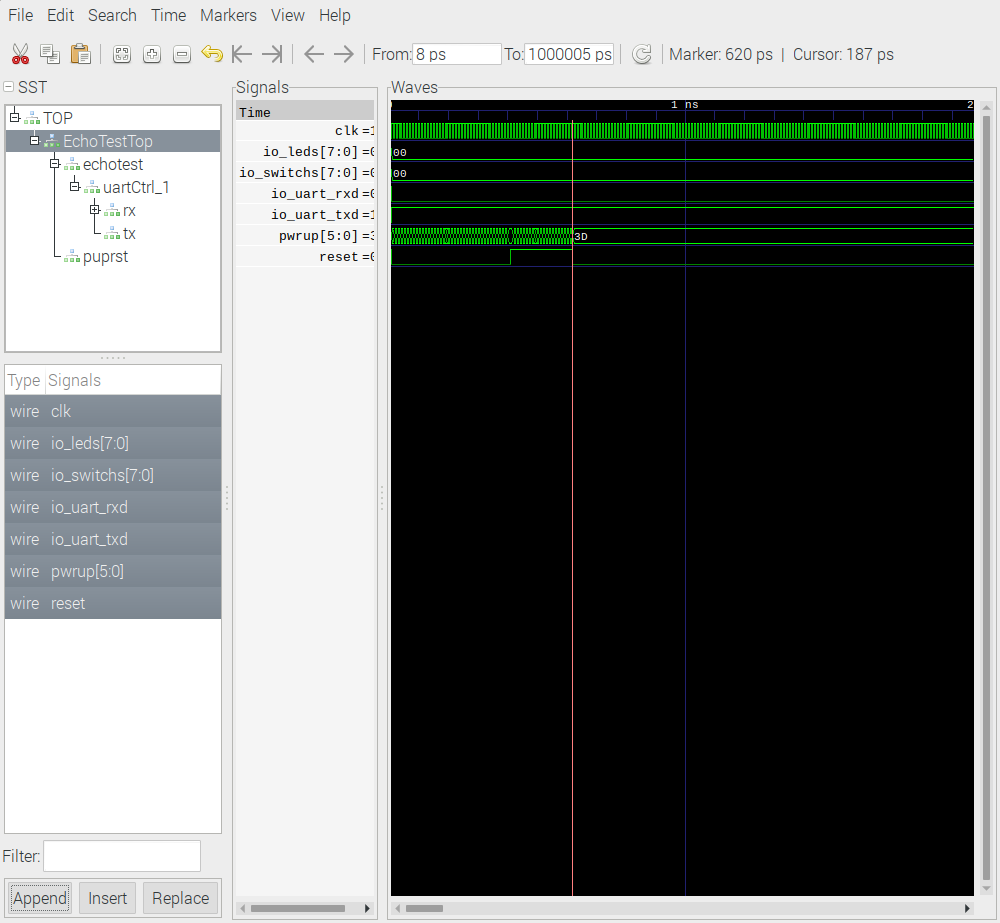 File Edit Search Time Markers View Help
From: 8 ps To: 1000005 ps Marker: 620 ps | Cursor: 187 ps
SST
TOP
EchoTestTop
echotest
uartCtrl_1
rx
tx
puprst
Type Signals
wire clk
wire io_leds[7:0]
wire io_switchs[7:0]
wire io_uart_rxd
wire io_uart_txd
wire pwrup[5:0]
wire reset
Filter:
Append Insert Replace
Signals
Time
clk =1
io_leds[7:0] =0
io_switchs[7:0] =0
io_uart_rxd =0
io_uart_txd =1
pwrup[5:0] =3
reset =0
Waves
1 ns 2
00
00
3D